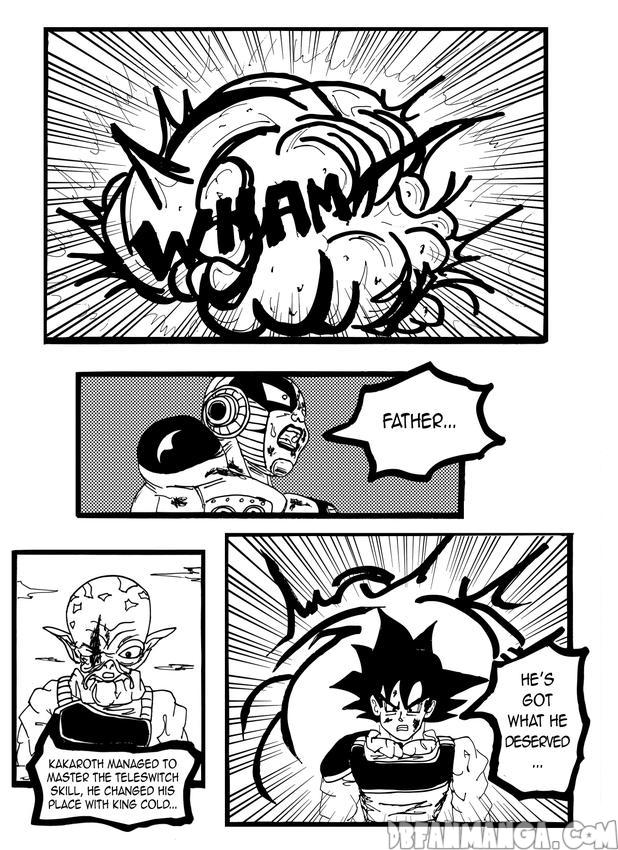 WHAM
FATHER...
KAKAROTH MANAGED TO
MASTER THE TELESWITCH
SKILL, HE CHANGED HIS
PLACE WITH KING COLD...
HE'S
GOT
WHAT HE
DESERVED
...
DBFANMANGA.COM